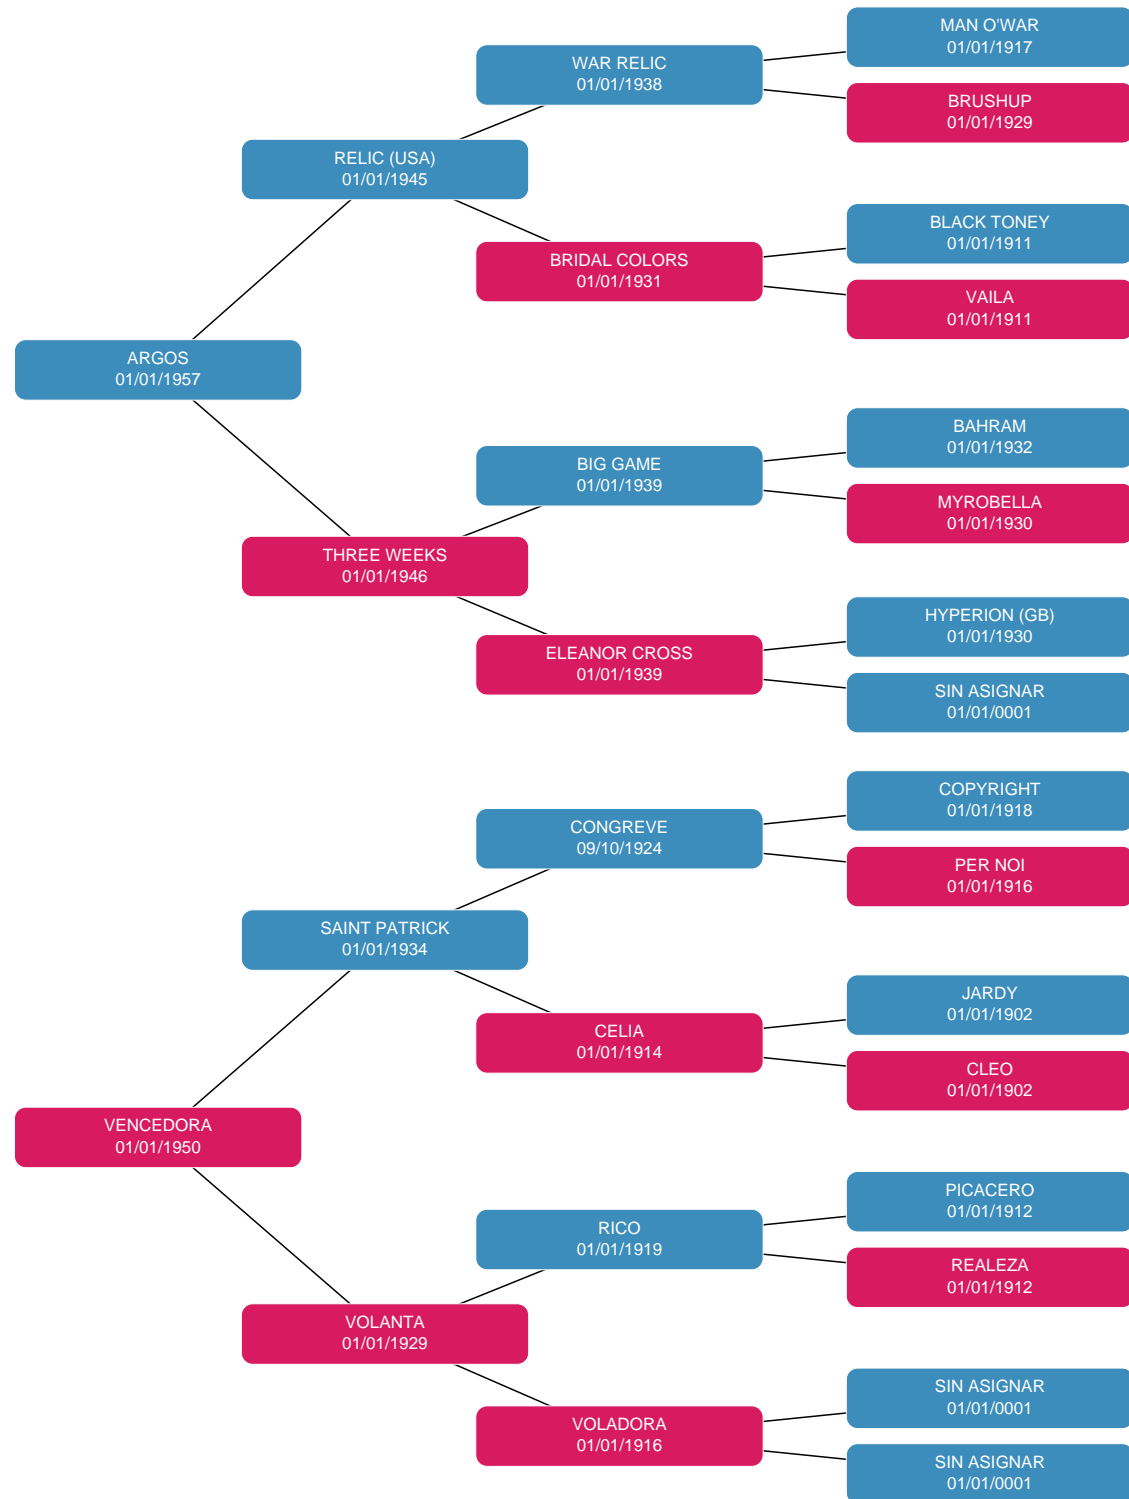 MAN O'WAR
01/01/1917
WAR RELIC
01/01/1938
BRUSHUP
01/01/1929
RELIC (USA)
01/01/1945
BLACK TONEY
01/01/1911
BRIDAL COLORS
01/01/1931
VAILA
01/01/1911
ARGOS
01/01/1957
BAHRAM
01/01/1932
BIG GAME
01/01/1939
MYROBELLA
01/01/1930
THREE WEEKS
01/01/1946
HYPERION (GB)
01/01/1930
ELEANOR CROSS
01/01/1939
SIN ASIGNAR
01/01/0001
COPYRIGHT
01/01/1918
CONGREVE
09/10/1924
PER NOI
01/01/1916
SAINT PATRICK
01/01/1934
JARDY
01/01/1902
CELIA
01/01/1914
CLEO
01/01/1902
VENCEDORA
01/01/1950
PICACERO
01/01/1912
RICO
01/01/1919
REALEZA
01/01/1912
VOLANTA
01/01/1929
SIN ASIGNAR
01/01/0001
VOLADORA
01/01/1916
SIN ASIGNAR
01/01/0001